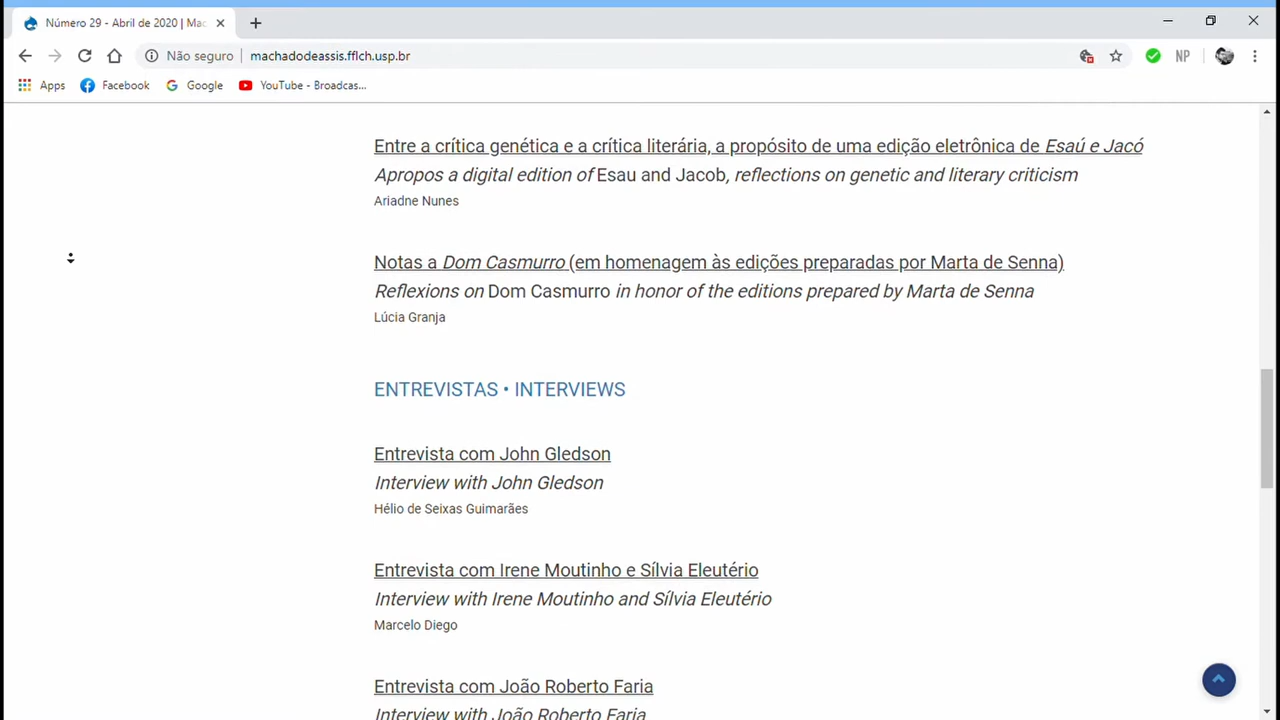 Número 29 - Abril de 2020 | Mac
Não seguro
machadodeassis.fflch.usp.br
NP
Apps
Facebook
Google
YouTube - Broadcas...
Entre a crítica genética e a crítica literária, a propósito de uma edição eletrônica de Esaú e Jacó
Apropos a digital edition of Esau and Jacob, reflections on genetic and literary criticism
Ariadne Nunes
Notas a Dom Casmurro (em homenagem às edições preparadas por Marta de Senna)
Reflexions on Dom Casmurro in honor of the editions prepared by Marta de Senna
Lúcia Granja
ENTREVISTAS • INTERVIEWS
Entrevista com John Gledson
Interview with John Gledson
Hélio de Seixas Guimarães
Entrevista com Irene Moutinho e Sílvia Eleutério
Interview with Irene Moutinho and Sílvia Eleutério
Marcelo Diego
Entrevista com João Roberto Faria
Interview with João Roberto Faria